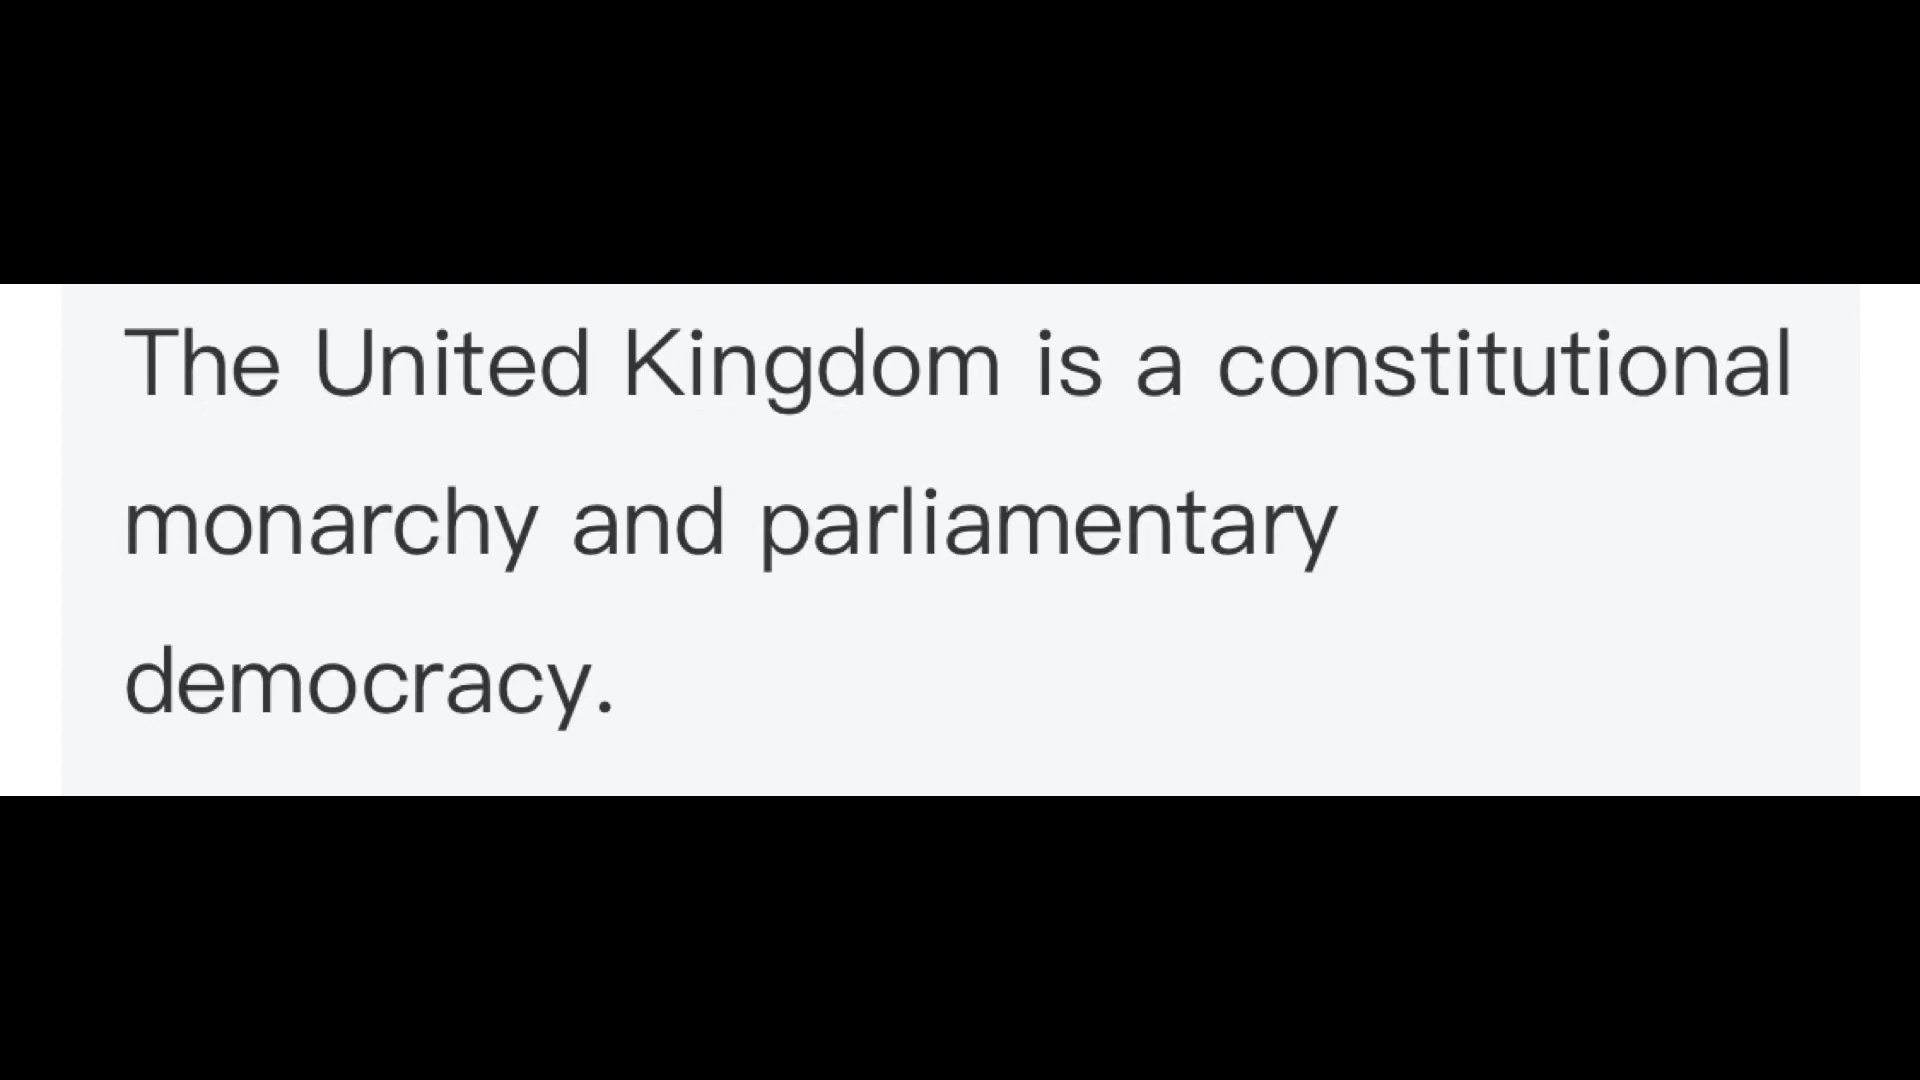 The United Kingdom is a constitutional
monarchy and parliamentary
democracy.